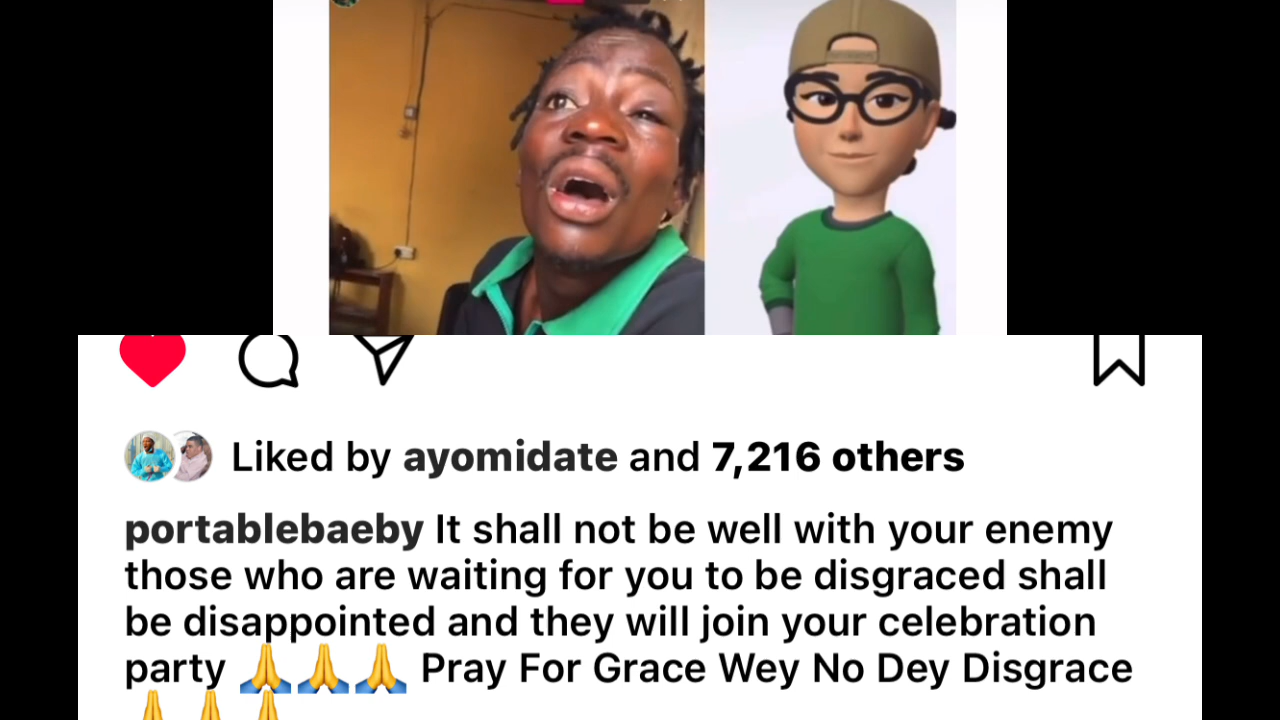 Liked by ayomidate and 7,216 others
portablebaeby It shall not be well with your enemy
those who are waiting for you to be disgraced shall
be disappointed and they will join your celebration
party 🙏🙏🙏 Pray For Grace Wey No Dey Disgrace
🙏🙏🙏